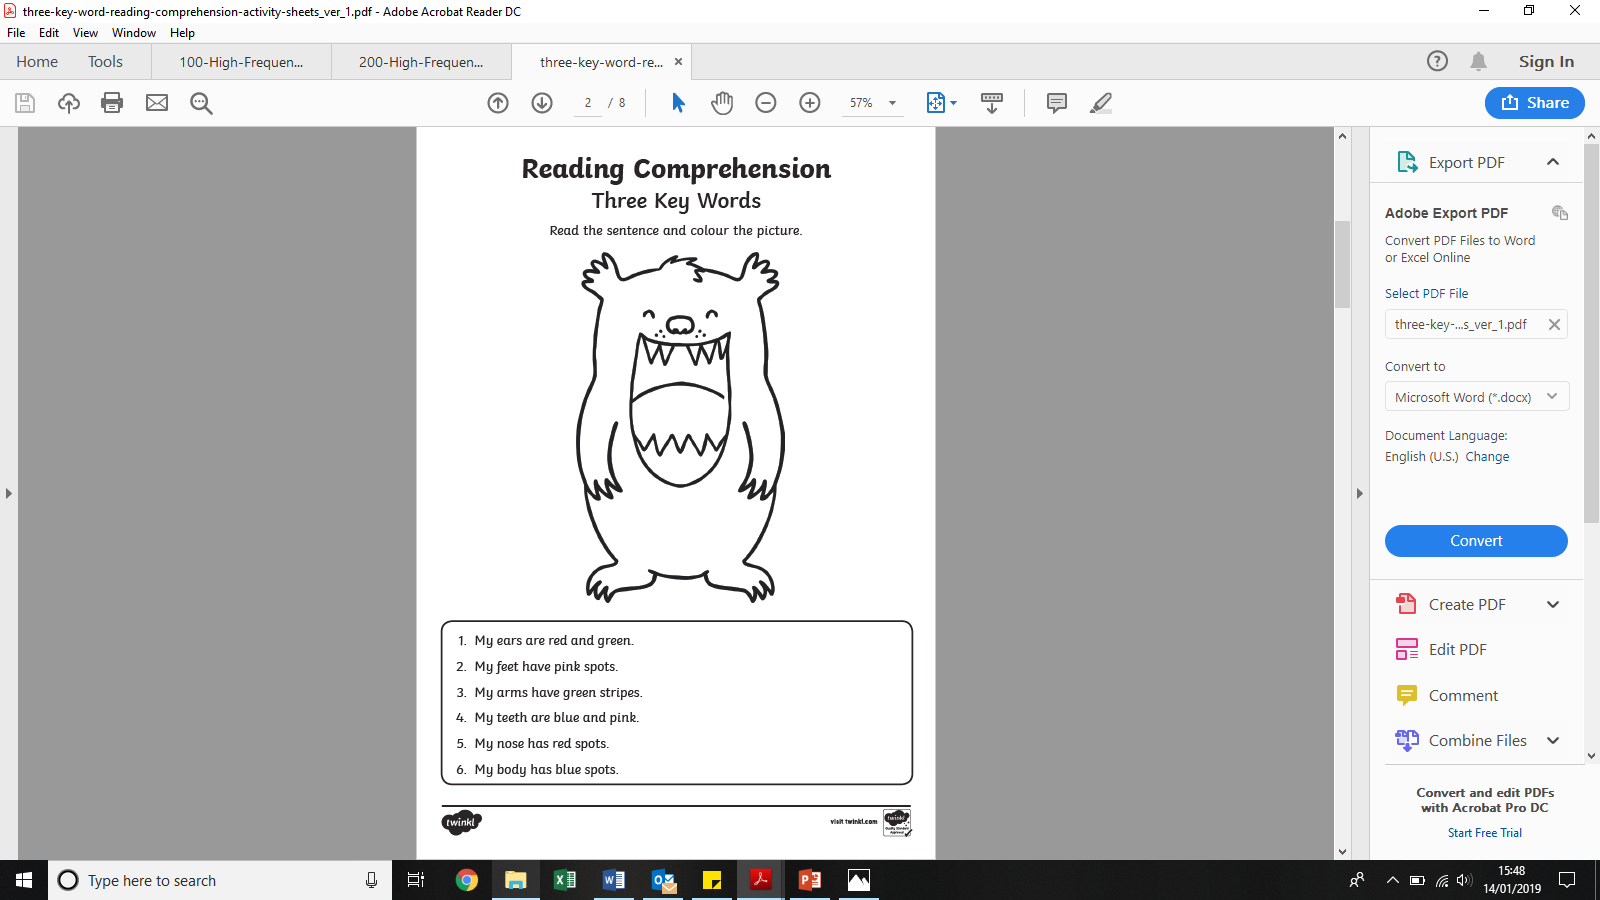 three-key-word-reading-comprehension-activity-sheets_ver_1.pdf - Adobe Acrobat Reader DC
File Edit View Window Help
Home Tools 100-High-Frequen... 200-High-Frequen... three-key-word-re... Sign In
2 / 8 57% Share
Reading Comprehension
Three Key Words
Read the sentence and colour the picture.
1. My ears are red and green.
2. My feet have pink spots.
3. My arms have green stripes.
4. My teeth are blue and pink.
5. My nose has red spots.
6. My body has blue spots.
twinkl visit twinkl.com twinkl
Quality Standard
Approved
Export PDF
Adobe Export PDF
Convert PDF Files to Word
or Excel Online
Select PDF File
three-key-...s_ver_1.pdf
Convert to
Microsoft Word (*.docx)
Document Language:
English (U.S.) Change
Convert
Create PDF
Edit PDF
Comment
Combine Files
Convert and edit PDFs
with Acrobat Pro DC
Start Free Trial
Type here to search
15:48
14/01/2019